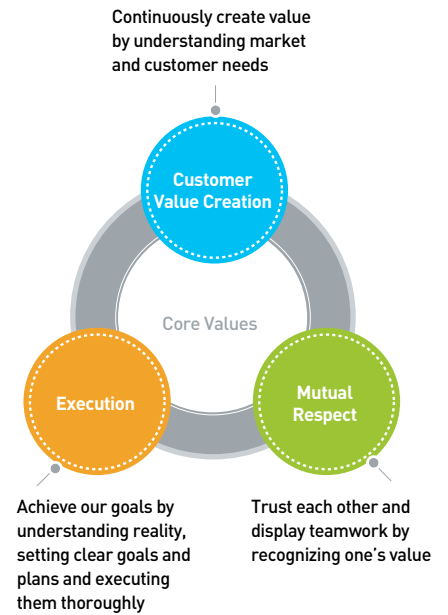 Continuously create value
by understanding market
and customer needs
Customer
Value Creation
Core Values
Execution
Mutual
Respect
Achieve our goals by
understanding reality,
setting clear goals and
plans and executing
them thoroughly
Trust each other and
display teamwork by
recognizing one’s value